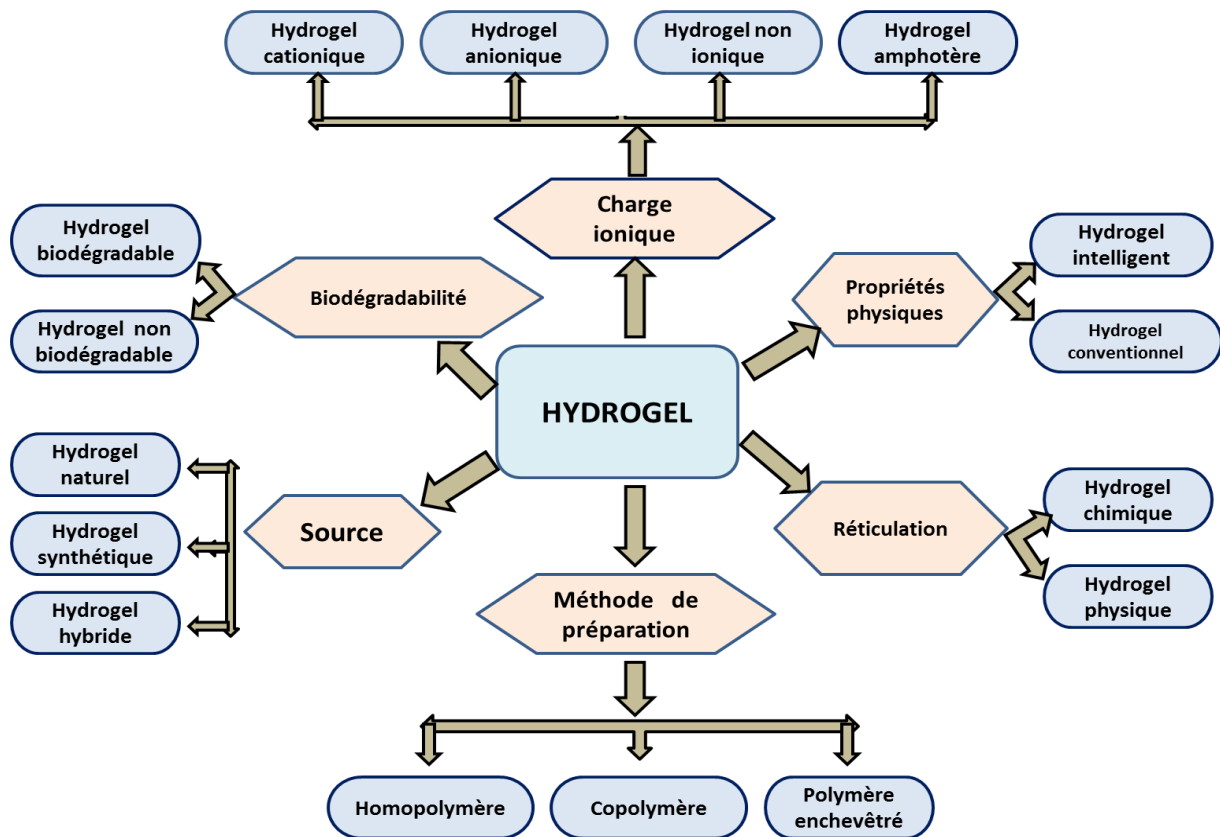 Hydrogel
cationique
Hydrogel
anionique
Hydrogel non
ionique
Hydrogel
amphotère
Charge
ionique
Hydrogel
biodégradable
Hydrogel non
biodégradable
Biodégradabilité
Propriétés
physiques
Hydrogel
intelligent
Hydrogel
conventionnel
HYDROGEL
Hydrogel
naturel
Hydrogel
synthétique
Hydrogel
hybride
Source
Réticulation
Hydrogel
chimique
Hydrogel
physique
Méthode de
préparation
Homopolymère
Copolymère
Polymère
enchevêtré